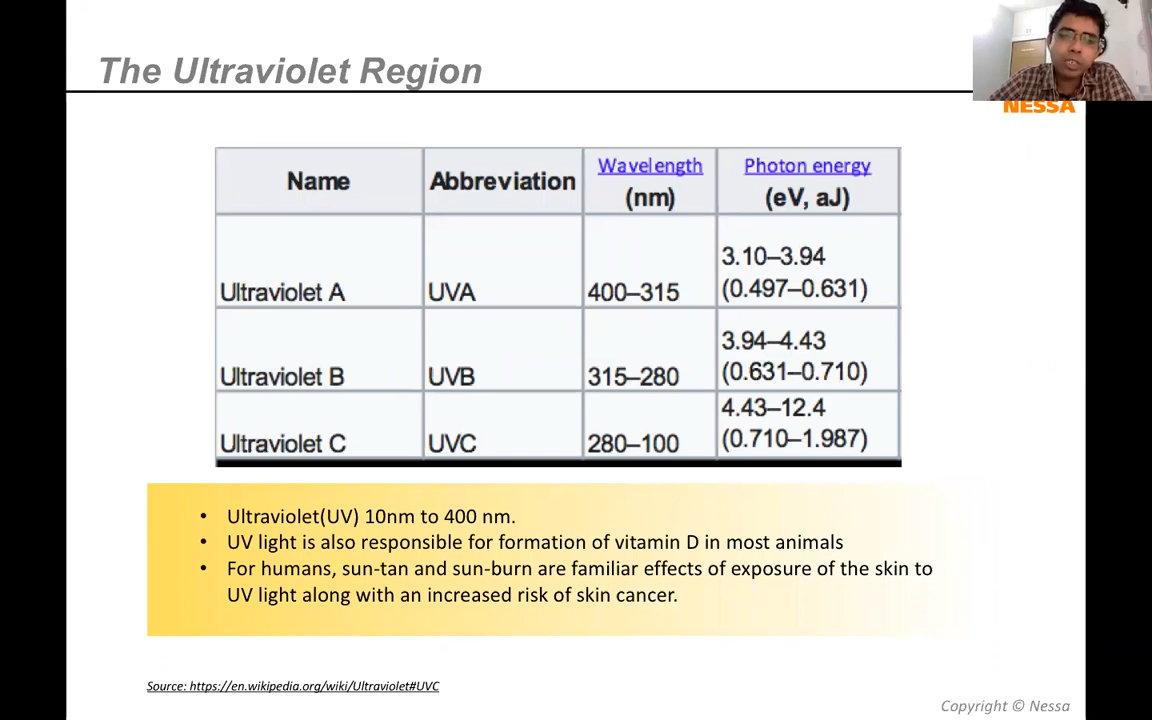 The Ultraviolet Region
NESSA
Name Abbreviation Wavelength (nm) Photon energy (eV, aJ)
Ultraviolet A UVA 400–315 3.10–3.94 (0.497–0.631)
Ultraviolet B UVB 315–280 3.94–4.43 (0.631–0.710)
Ultraviolet C UVC 280–100 4.43–12.4 (0.710–1.987)
• Ultraviolet(UV) 10nm to 400 nm.
• UV light is also responsible for formation of vitamin D in most animals
• For humans, sun-tan and sun-burn are familiar effects of exposure of the skin to
UV light along with an increased risk of skin cancer.
Source: https://en.wikipedia.org/wiki/Ultraviolet#UVC
Copyright © Nessa